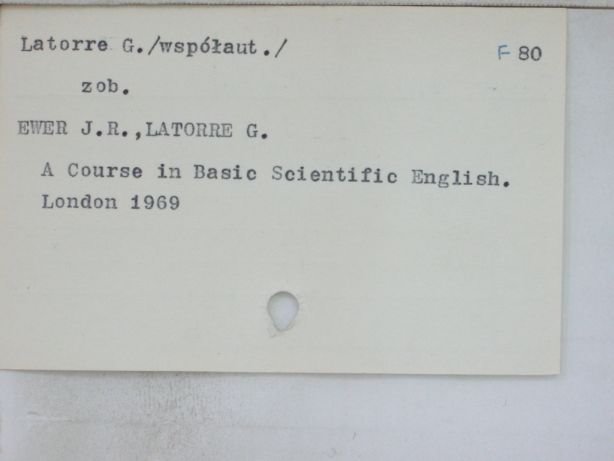 Latorre G./współaut./
F 80
zob.
EWER J.R.,LATORRE G.
A Course in Basic Scientific English.
London 1969